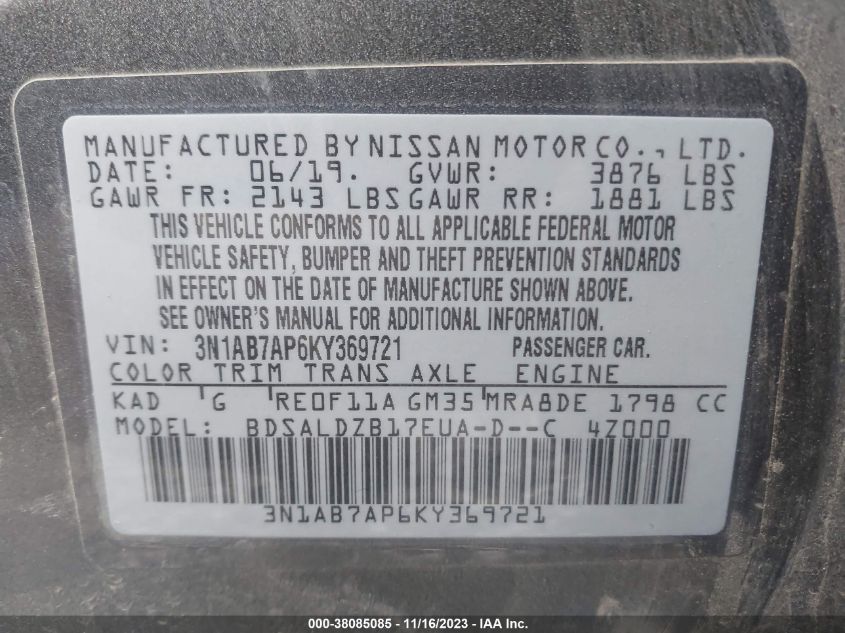 MANUFACTURED BY NISSAN MOTOR CO., LTD.
DATE: 06/19. GVWR: 3876 LBS
GAWR FR: 2143 LBS GAWR RR: 1881 LBS
THIS VEHICLE CONFORMS TO ALL APPLICABLE FEDERAL MOTOR
VEHICLE SAFETY, BUMPER AND THEFT PREVENTION STANDARDS
IN EFFECT ON THE DATE OF MANUFACTURE SHOWN ABOVE.
SEE OWNER'S MANUAL FOR ADDITIONAL INFORMATION.
VIN: 3N1AB7AP6KY369721 PASSENGER CAR.
COLOR TRIM TRANS AXLE ENGINE
KAD G RE0F11A GM35 MRA8DE 1798 CC
MODEL: BDSALDZB17EUA-D--C 4Z000
3N1AB7AP6KY369721
000-38085085 - 11/16/2023 - IAA Inc.